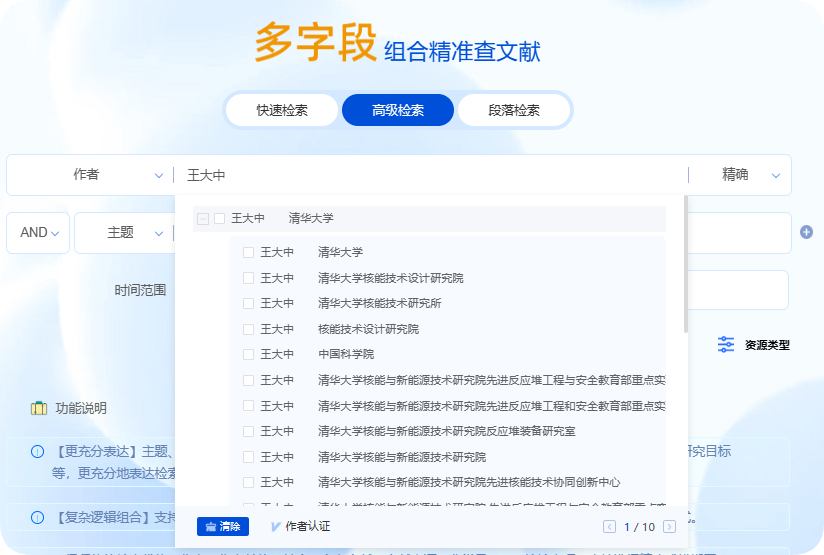 多字段 组合精准查文献
快速检索 高级检索 段落检索
作者 王大中 精确
王大中 清华大学
AND 主题
王大中 清华大学
王大中 清华大学核能技术设计研究院
时间范围
王大中 清华大学核能技术研究所
王大中 核能技术设计研究院
资源类型
王大中 中国科学院
王大中 清华大学核能与新能源技术研究院先进反应堆工程与安全教育部重点实
王大中 清华大学核能与新能源技术研究院先进反应堆工程和安全教育部重点实
功能说明
王大中 清华大学核能与新能源技术研究院反应堆装备研究室
【更充分表达】主题、 研究目标
王大中 清华大学核能与新能源技术研究院
等，更充分地表达检索
王大中 清华大学核能与新能源技术研究院先进核能技术协同创新中心
【复杂逻辑组合】支持
清除 作者认证 1 / 10